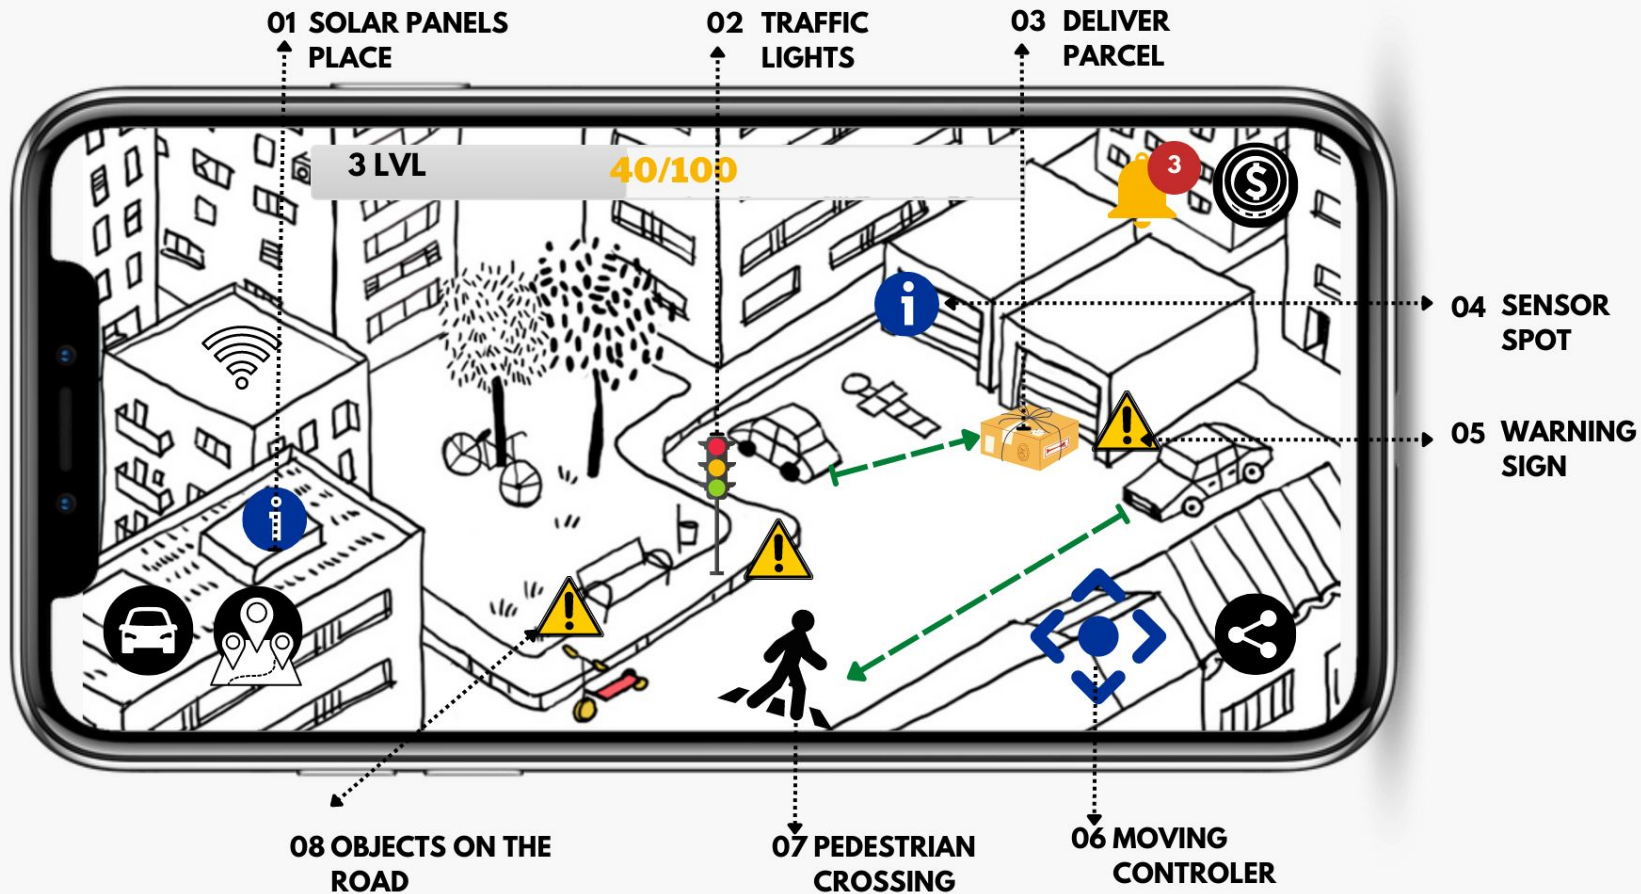 01 SOLAR PANELS
PLACE
02 TRAFFIC
LIGHTS
03 DELIVER
PARCEL
3 LVL
40/100
3
$
i
04 SENSOR
SPOT
05 WARNING
SIGN
i
08 OBJECTS ON THE
ROAD
07 PEDESTRIAN
CROSSING
06 MOVING
CONTROLER